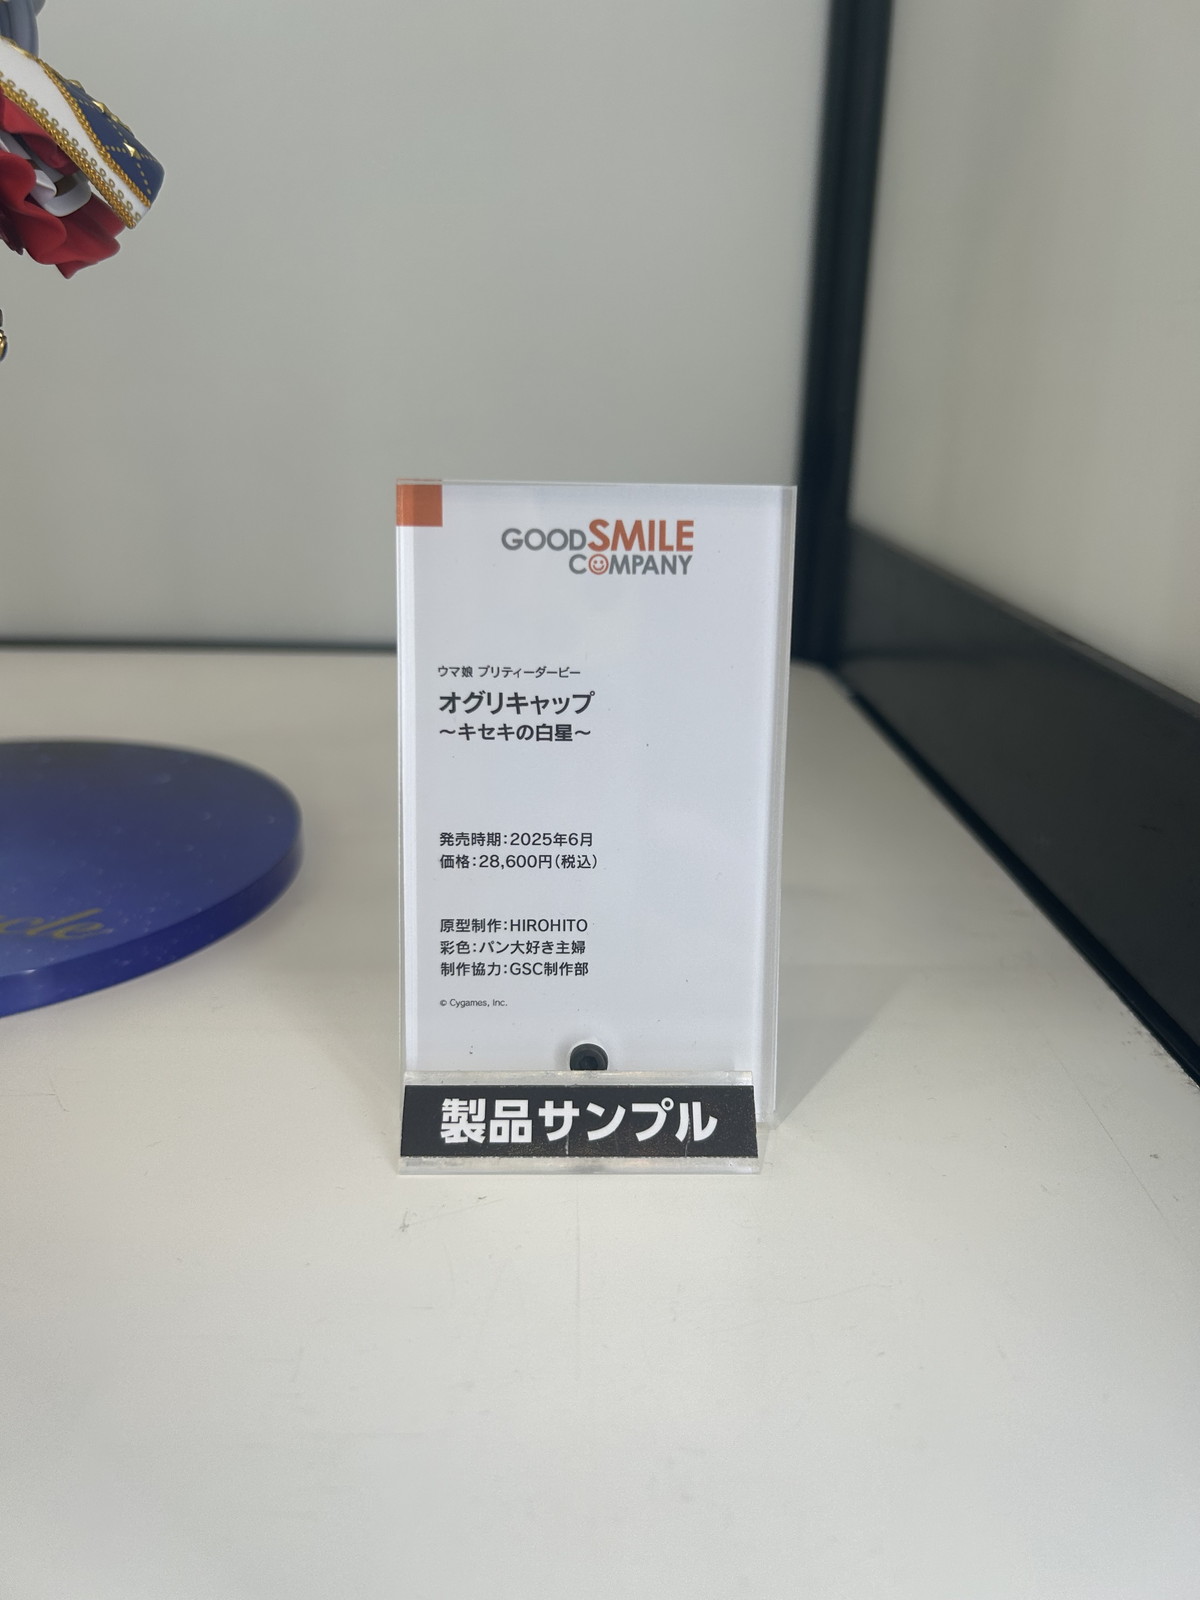 GOODSMILE
COMPANY
ウマ娘 プリティーダービー
オグリキャップ
～キセキの白星～
発売時期：2025年6月
価格：28,600円（税込）
原型制作：HIROHITO
彩色：パン大好き主婦
制作協力：GSC制作部
© Cygames, Inc.
製品サンプル